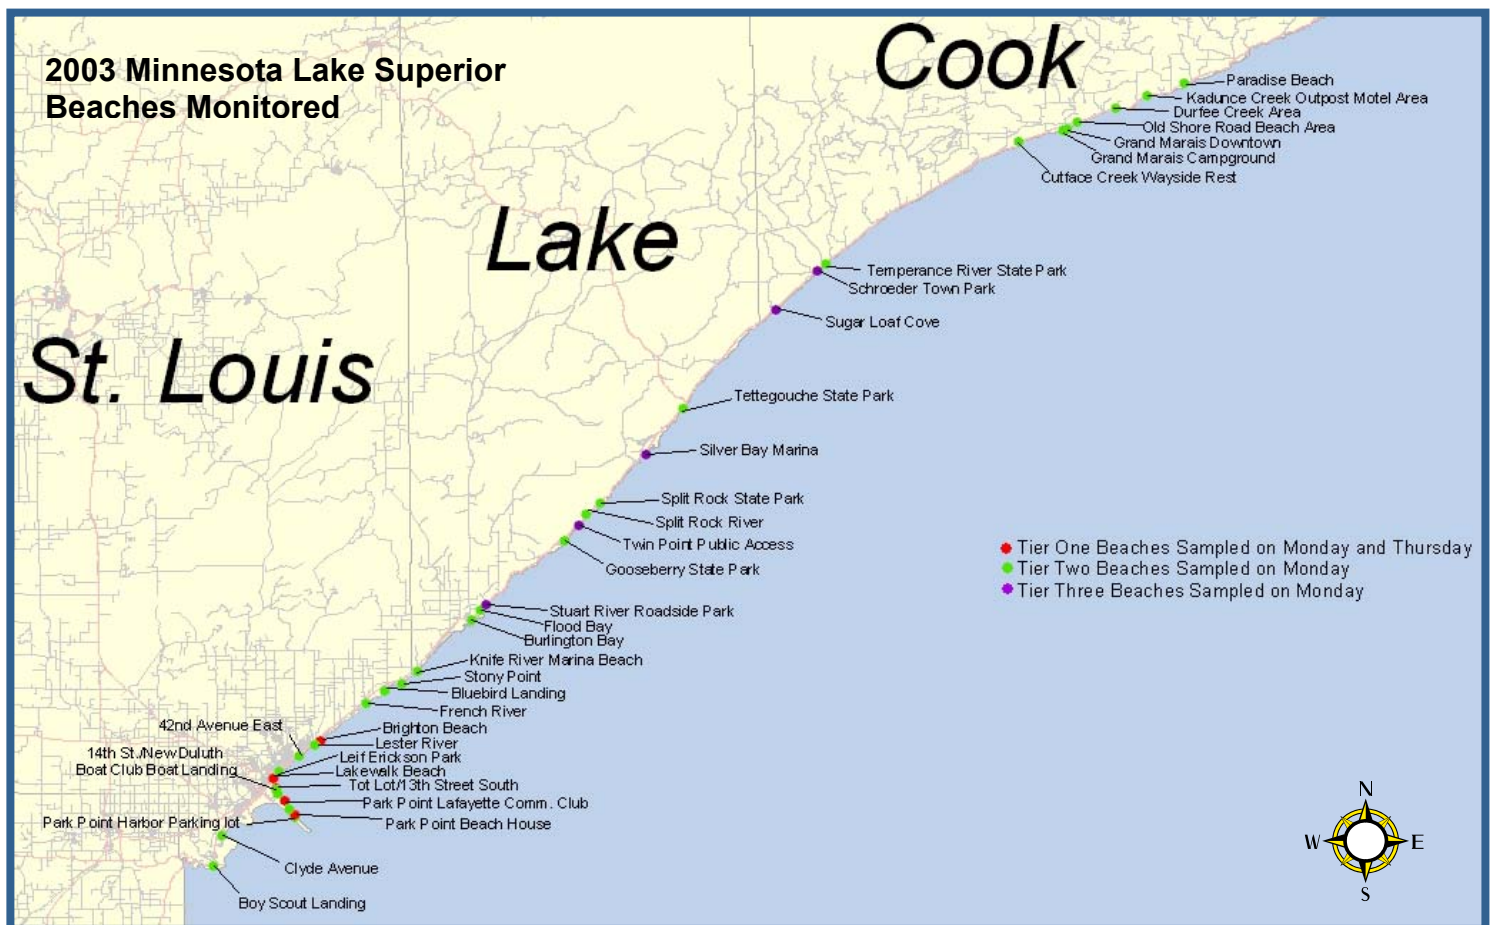 2003 Minnesota Lake Superior
Beaches Monitored
Cook
Lake
St. Louis
Paradise Beach
Kadunce Creek Outpost Motel Area
Durfee Creek Area
Old Shore Road Beach Area
Grand Marais Downtown
Grand Marais Campground
Cutface Creek Wayside Rest
Temperance River State Park
Schroeder Town Park
Sugar Loaf Cove
Tettegouche State Park
Silver Bay Marina
Split Rock State Park
Split Rock River
Twin Point Public Access
Gooseberry State Park
Tier One Beaches Sampled on Monday and Thursday
Tier Two Beaches Sampled on Monday
Tier Three Beaches Sampled on Monday
Stuart River Roadside Park
Flood Bay
Burlington Bay
Knife River Marina Beach
Stony Point
Bluebird Landing
French River
42nd Avenue East
Brighton Beach
Lester River
14th St./New Duluth
Boat Club Boat Landing
Leif Erickson Park
Lakewalk Beach
Tot Lot/13th Street South
Park Point Lafayette Comm. Club
Park Point Harbor Parking lot
Park Point Beach House
Clyde Avenue
Boy Scout Landing
N
W
E
S